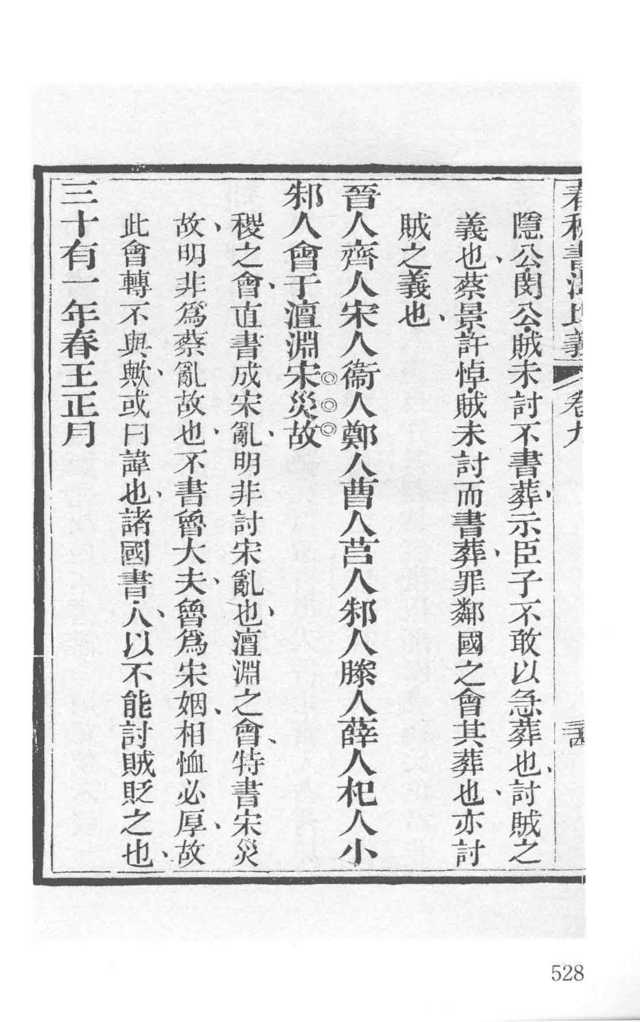 春秋書法比義 卷九
隱公閔公賊未討不書葬示臣子不敢以急葬也討賊之
義也蔡景許悼賊未討而書葬罪鄰國之會其葬也亦討
賊之義也
晉人齊人宋人衞人鄭人曹人莒人邾人滕人薛人杞人小
邾人會于澶淵宋災故
稷之會直書成宋亂明非討宋亂也澶淵之會特書宋災
故明非爲蔡亂故也不書魯大夫魯爲宋姻相恤必厚故
此會轉不與歟或曰諱也諸國書人以不能討賊貶之也
三十有一年春王正月
528